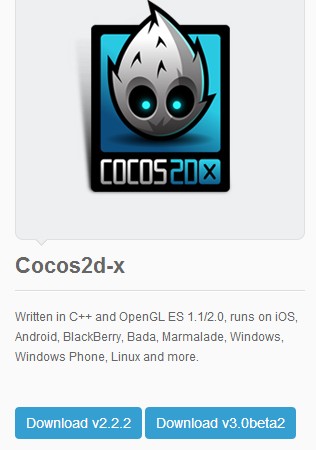 COCOS2DX
Cocos2d-x
Written in C++ and OpenGL ES 1.1/2.0, runs on iOS,
Android, BlackBerry, Bada, Marmalade, Windows,
Windows Phone, Linux and more.
Download v2.2.2 Download v3.0beta2